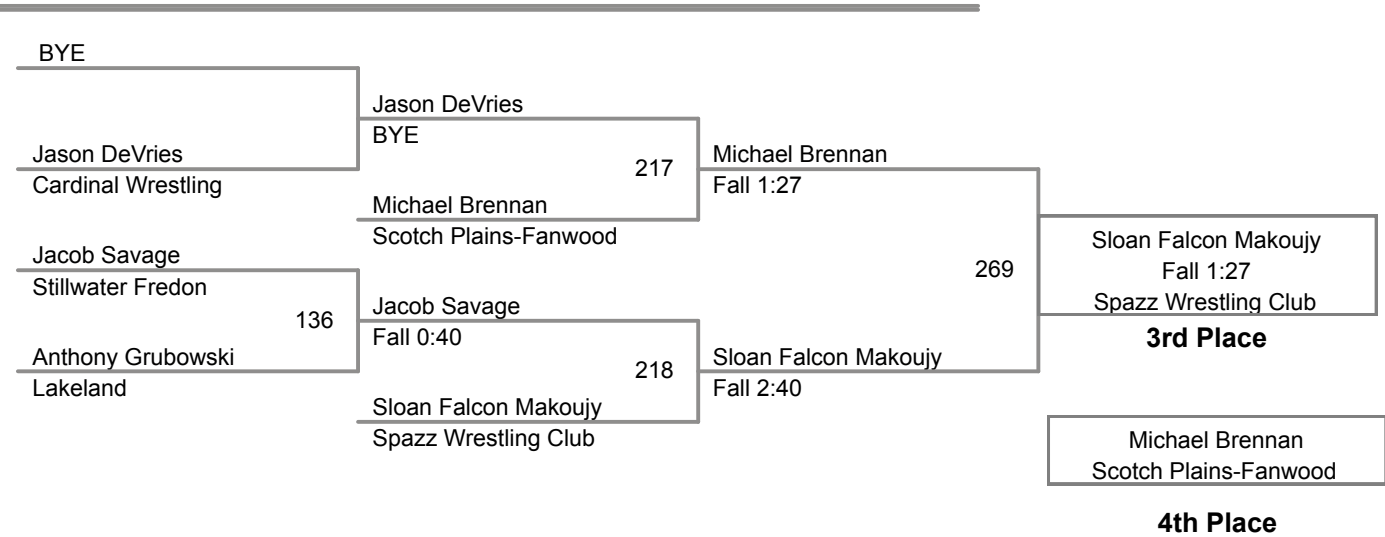 BYE
Jason DeVries
BYE
Jason DeVries
Cardinal Wrestling
217
Michael Brennan
Fall 1:27
Michael Brennan
Scotch Plains-Fanwood
Jacob Savage
Stillwater Fredon
269
Sloan Falcon Makoujy
Fall 1:27
Spazz Wrestling Club
3rd Place
136
Jacob Savage
Fall 0:40
Anthony Grubowski
Lakeland
218
Sloan Falcon Makoujy
Fall 2:40
Sloan Falcon Makoujy
Spazz Wrestling Club
Michael Brennan
Scotch Plains-Fanwood
4th Place